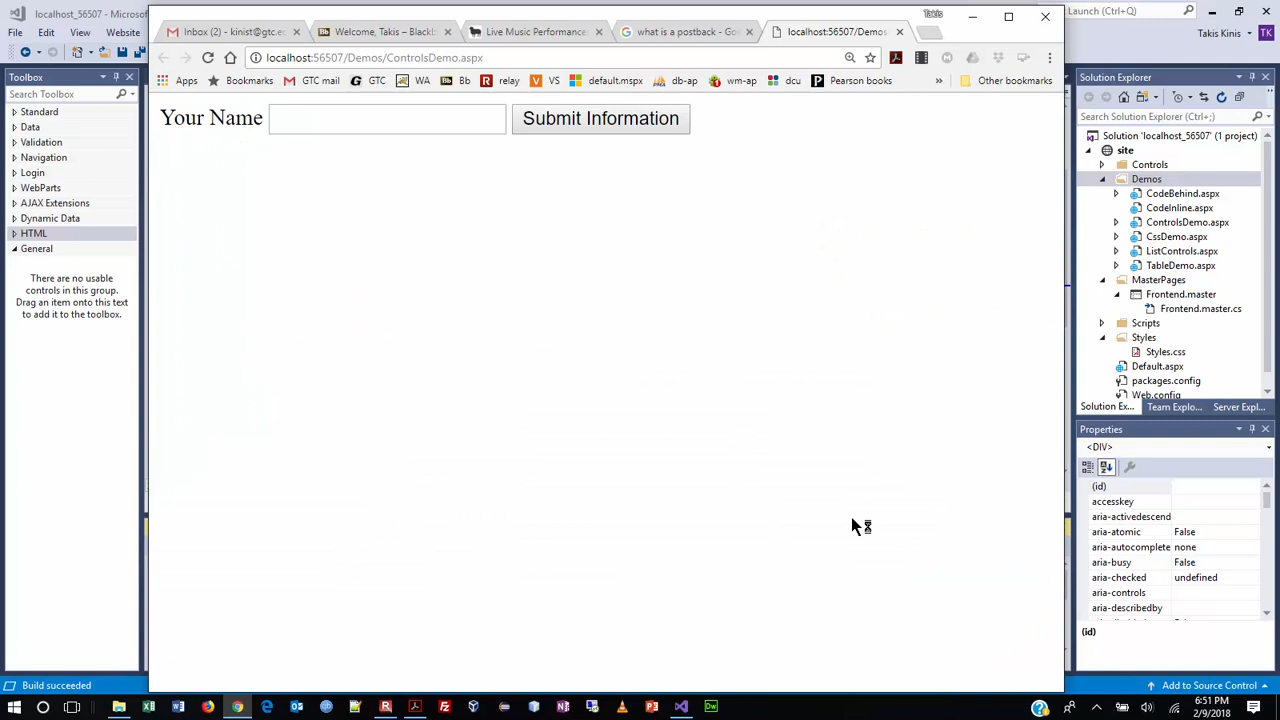 localhost_56507
Launch (Ctrl+Q)
File
Edit
View
Website
Takis Kinis
TK
Takis
Welcome, Takis – Black
Live Music Performance
what is a postback - Go
localhost:56507/Demos
localhost:56507/Demos/ControlsDemo.aspx
Apps
Bookmarks
GTC mail
GTC
WA
Bb
relay
VS
default.mspx
db-ap
wm-ap
dcu
Pearson books
»
Other bookmarks
Your Name
Submit Information
Toolbox
Search Toolbox
Standard
Data
Validation
Navigation
Login
WebParts
AJAX Extensions
Dynamic Data
HTML
General
There are no usable
controls in this group.
Drag an item onto this text
to add it to the toolbox.
Solution Explorer
Search Solution Explorer (Ctrl+;)
Solution 'localhost_56507' (1 project)
site
Controls
Demos
CodeBehind.aspx
CodeInline.aspx
ControlsDemo.aspx
CssDemo.aspx
ListControls.aspx
TableDemo.aspx
MasterPages
Frontend.master
Frontend.master.cs
Scripts
Styles
Styles.css
Default.aspx
packages.config
Web.config
Solution Ex...
Team Explo...
Server Expl...
Properties
<DIV>
(id)
accesskey
aria-activedescend
aria-atomic False
aria-autocomplete none
aria-busy False
aria-checked undefined
aria-controls
aria-describedby
(id)
Build succeeded
Add to Source Control
6:51 PM
2/9/2018